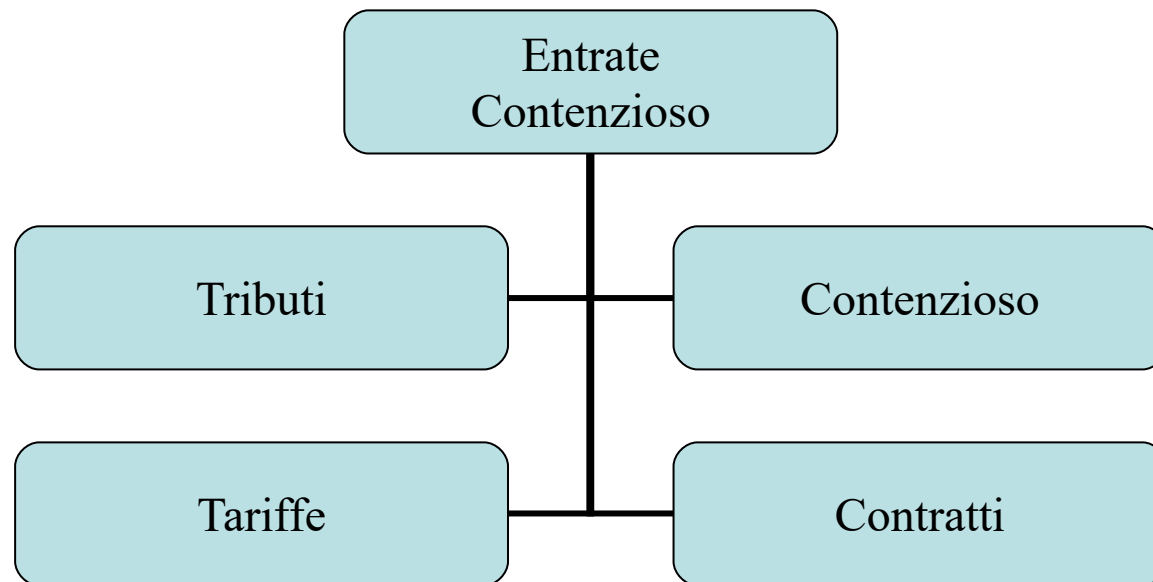 Entrate
Contenzioso
Tributi
Contenzioso
Tariffe
Contratti